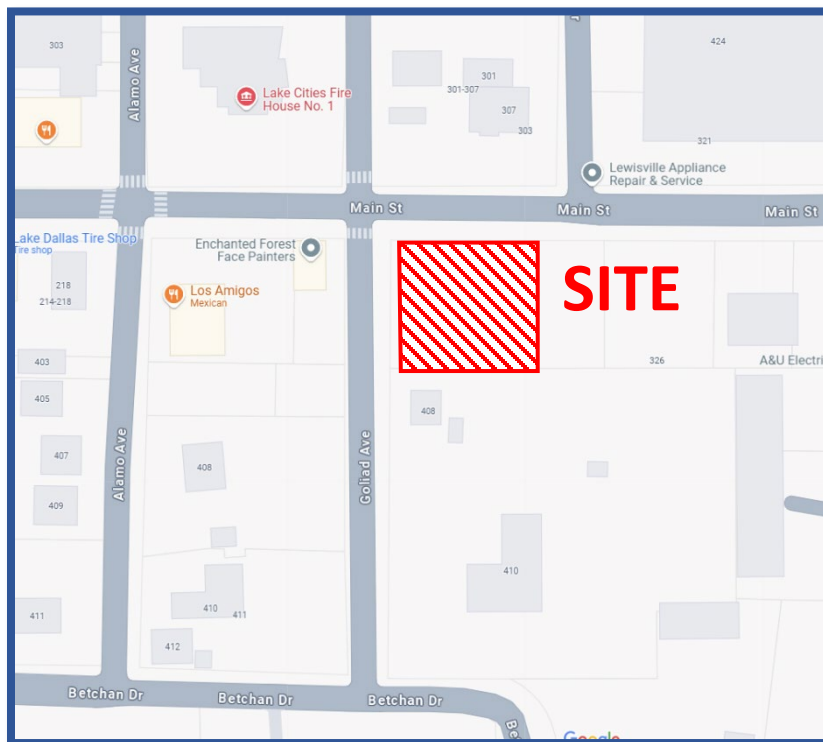 303
Alamo Ave
Lake Cities Fire
House No. 1
301
301-307
307
303
424
321
Lewisville Appliance
Repair & Service
Main St
Main St
Main St
Lake Dallas Tire Shop
Tire shop
Enchanted Forest
Face Painters
218
214-218
Los Amigos
Mexican
SITE
403
326
A&U Electri
405
408
Alamo Ave
Goliad Ave
407
408
409
410
410
411
411
412
Betchan Dr
Betchan Dr
Betchan Dr
Be
Google